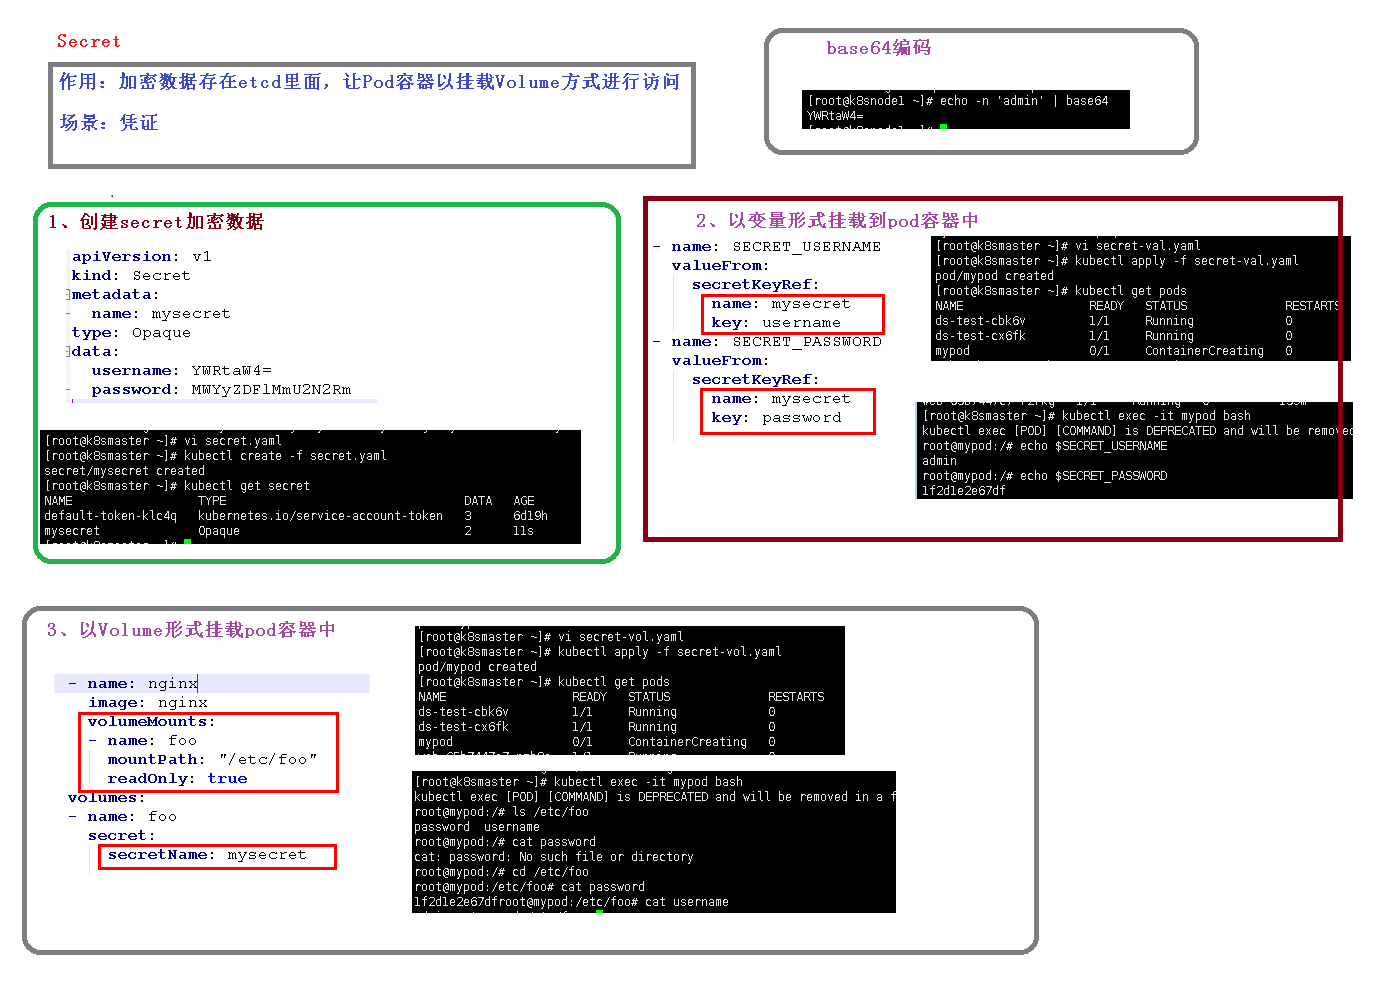 Secret
作用：加密数据存在etcd里面，让Pod容器以挂载Volume方式进行访问
场景：凭证
base64编码
[root@k8snode1 ~]# echo -n 'admin' | base64
YWRtaW4=
1、创建secret加密数据
apiVersion: v1
kind: Secret
metadata:
name: mysecret
type: Opaque
data:
username: YWRtaW4=
password: MWYyZDFlMmU2N2Rm
[root@k8smaster ~]# vi secret.yaml
[root@k8smaster ~]# kubectl create -f secret.yaml
secret/mysecret created
[root@k8smaster ~]# kubectl get secret
NAME TYPE DATA AGE
default-token-klc4q kubernetes.io/service-account-token 3 6d19h
mysecret Opaque 2 11s
2、以变量形式挂载到pod容器中
- name: SECRET_USERNAME
valueFrom:
secretKeyRef:
name: mysecret
key: username
- name: SECRET_PASSWORD
valueFrom:
secretKeyRef:
name: mysecret
key: password
[root@k8smaster ~]# vi secret-val.yaml
[root@k8smaster ~]# kubectl apply -f secret-val.yaml
pod/mypod created
[root@k8smaster ~]# kubectl get pods
NAME READY STATUS RESTARTS
ds-test-cbk6v 1/1 Running 0
ds-test-cx6fk 1/1 Running 0
mypod 0/1 ContainerCreating 0
[root@k8smaster ~]# kubectl exec -it mypod bash
kubectl exec [POD] [COMMAND] is DEPRECATED and will be removed
root@mypod:/# echo $SECRET_USERNAME
admin
root@mypod:/# echo $SECRET_PASSWORD
1f2d1e2e67df
3、以Volume形式挂载pod容器中
- name: nginx
image: nginx
volumeMounts:
- name: foo
mountPath: "/etc/foo"
readOnly: true
volumes:
- name: foo
secret:
secretName: mysecret
[root@k8smaster ~]# vi secret-vol.yaml
[root@k8smaster ~]# kubectl apply -f secret-vol.yaml
pod/mypod created
[root@k8smaster ~]# kubectl get pods
NAME READY STATUS RESTARTS
ds-test-cbk6v 1/1 Running 0
ds-test-cx6fk 1/1 Running 0
mypod 0/1 ContainerCreating 0
[root@k8smaster ~]# kubectl exec -it mypod bash
kubectl exec [POD] [COMMAND] is DEPRECATED and will be removed in a f
root@mypod:/# ls /etc/foo
password username
root@mypod:/# cat password
cat: password: No such file or directory
root@mypod:/# cd /etc/foo
root@mypod:/etc/foo# cat password
1f2d1e2e67dfroot@mypod:/etc/foo# cat username